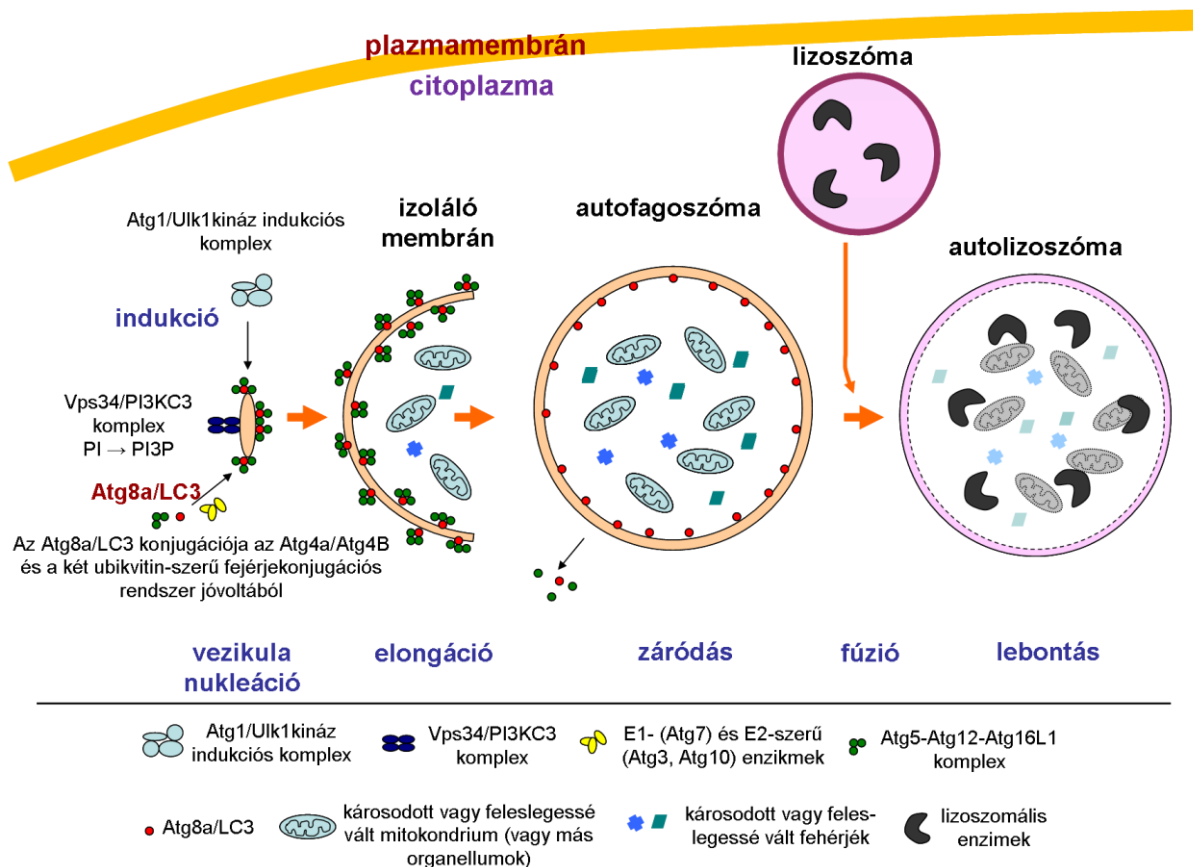 plazmamembrán
citoplazma
lizoszóma
Atg1/Ulk1kináz indukciós
komplex
izoláló
membrán
autofagoszóma
autolizoszóma
indukció
Vps34/PI3KC3
komplex
PI → PI3P
Atg8a/LC3
Az Atg8a/LC3 konjugációja az Atg4a/Atg4B
és a két ubikvitin-szerű fejérjekonjugációs
rendszer jóvoltából
vezikula
nukleáció
elongáció
záródás
fúzió
lebontás
Atg1/Ulk1kináz
indukciós komplex
Vps34/PI3KC3
komplex
E1- (Atg7) és E2-szerű
(Atg3, Atg10) enzikmek
Atg5-Atg12-Atg16L1
komplex
Atg8a/LC3
károsodott vagy feleslegessé
vált mitokondrium (vagy más
organellumok)
károsodott vagy feles-
legessé vált fehérjék
lizoszomális
enzimek